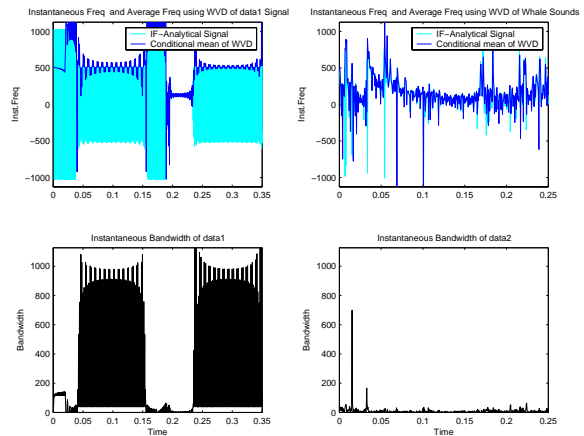 Instantaneous Freq and Average Freq using WVD of data1 Signal
IF−Analytical Signal
Conditional mean of WVD
1000
500
0
−500
−1000
Inst.Freq
0 0.05 0.1 0.15 0.2 0.25 0.3 0.35
Instantaneous Freq and Average Freq using WVD of Whale Sounds
IF−Analytical Signal
Conditional mean of WVD
1000
500
0
−500
−1000
Inst.Freq
0 0.05 0.1 0.15 0.2 0.25
Instantaneous Bandwidth of data1
1000
800
600
400
200
0
Bandwidth
0 0.05 0.1 0.15 0.2 0.25 0.3 0.35
Time
Instantaneous Bandwidth of data2
1000
800
600
400
200
0
Bandwidth
0 0.05 0.1 0.15 0.2 0.25
Time